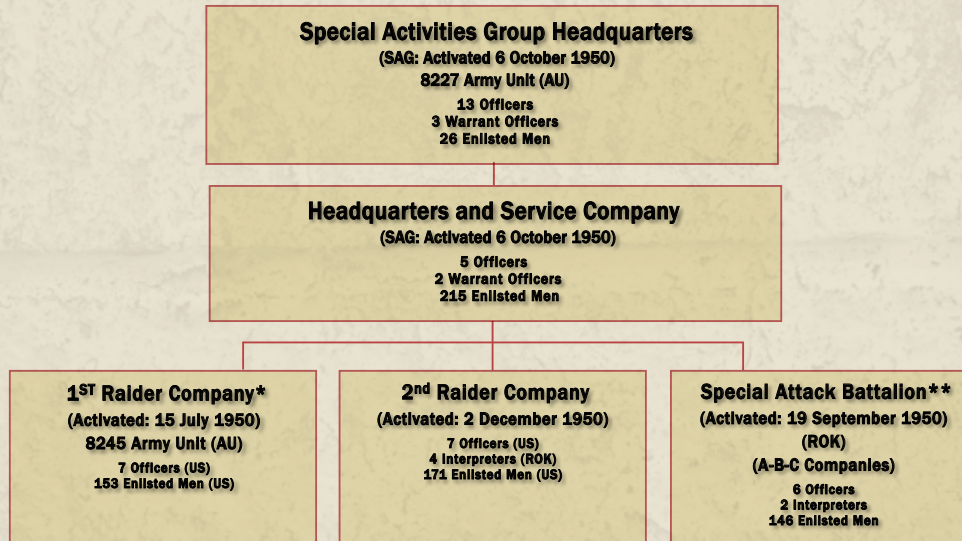 Special Activities Group Headquarters
(SAG: Activated 6 October 1950)
8227 Army Unit (AU)
13 Officers
3 Warrant Officers
26 Enlisted Men
Headquarters and Service Company
(SAG: Activated 6 October 1950)
5 Officers
2 Warrant Officers
215 Enlisted Men
1ST Raider Company*
(Activated: 15 July 1950)
8245 Army Unit (AU)
7 Officers (US)
153 Enlisted Men (US)
2nd Raider Company
(Activated: 2 December 1950)
7 Officers (US)
4 Interpreters (ROK)
171 Enlisted Men (US)
Special Attack Battalion**
(Activated: 19 September 1950)
(ROK)
(A-B-C Companies)
6 Officers
2 Interpreters
146 Enlisted Men